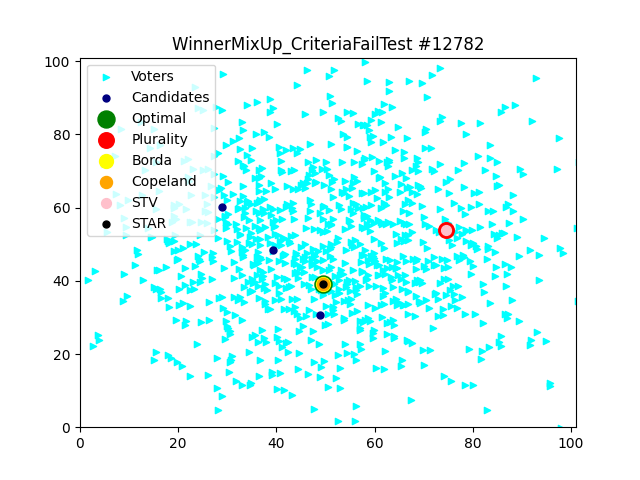 WinnerMixUp_CriteriaFailTest #12782
100
80
60
40
20
0
Voters
Candidates
Optimal
Plurality
Borda
Copeland
STV
STAR
0 20 40 60 80 100